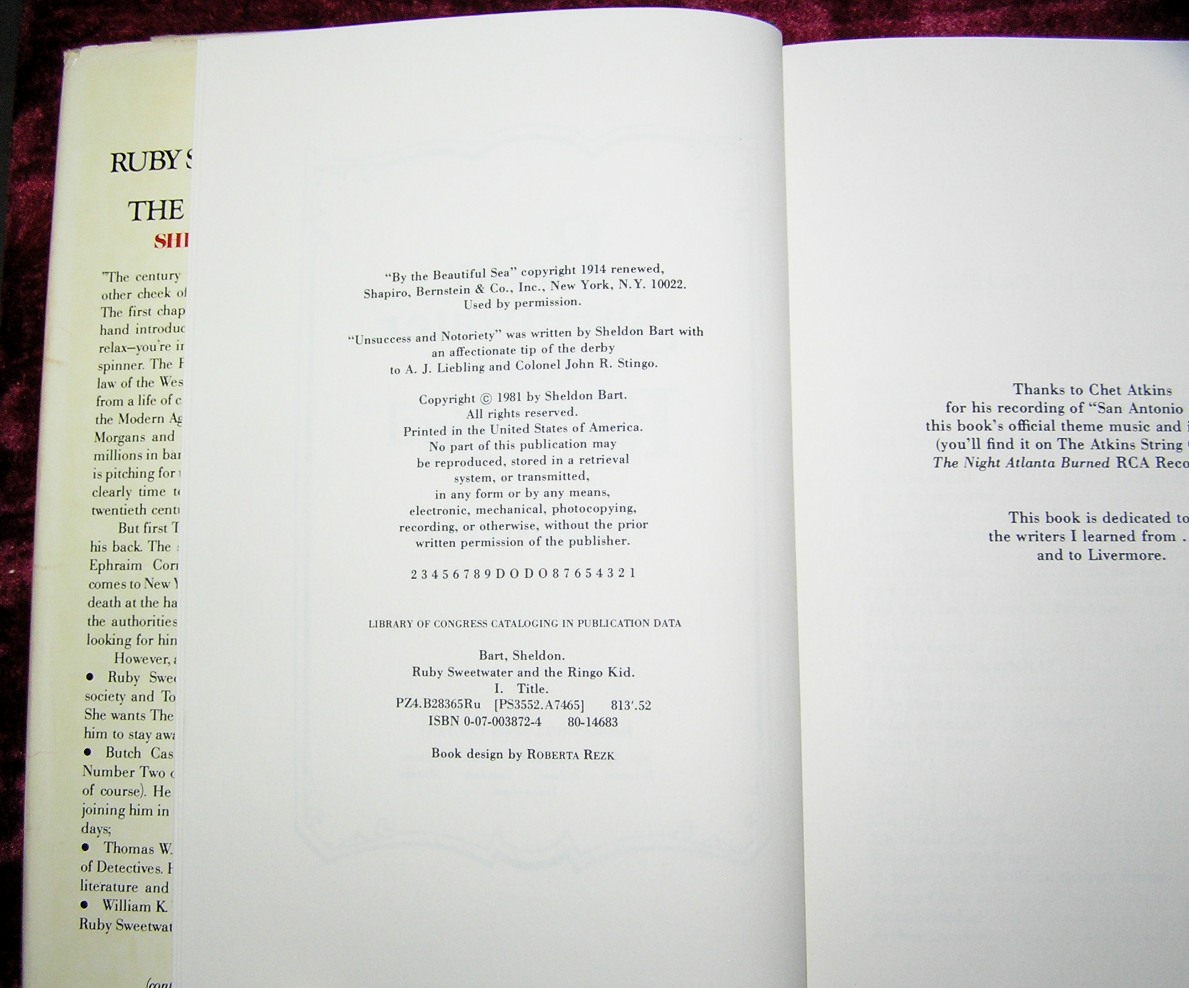 RUBY
THE
"The century
other cheek
The first chap
hand introduc
relax—you're
spinner. The
law of the Wes
from a life of
the Modern
Morgans and
millions in
is pitching for
clearly time
twentieth
But first
his back. The
Ephraim
comes to New
death at the
the authorities
looking for him
However,
● Ruby Swee
society and To
She wants The
him to stay
● Butch Cas
Number Two
of course). He
joining him in
days;
● Thomas W.
of Detectives.
literature and
● William K.
Ruby Sweetwat
“By the Beautiful Sea” copyright 1914 renewed,
Shapiro, Bernstein & Co., Inc., New York, N.Y. 10022.
Used by permission.
“Unsuccess and Notoriety” was written by Sheldon Bart with
an affectionate tip of the derby
to A. J. Liebling and Colonel John R. Stingo.
Copyright © 1981 by Sheldon Bart.
All rights reserved.
Printed in the United States of America.
No part of this publication may
be reproduced, stored in a retrieval
system, or transmitted,
in any form or by any means,
electronic, mechanical, photocopying,
recording, or otherwise, without the prior
written permission of the publisher.
2 3 4 5 6 7 8 9 D O D O 8 7 6 5 4 3 2 1
LIBRARY OF CONGRESS CATALOGING IN PUBLICATION DATA
Bart, Sheldon.
Ruby Sweetwater and the Ringo Kid.
I. Title.
PZ4.B28365Ru [PS3552.A7465] 813'.52
ISBN 0-07-003872-4 80-14683
Book design by ROBERTA REZK
Thanks to Chet Atkins
for his recording of “San Antonio
this book's official theme music and
(you'll find it on The Atkins String
The Night Atlanta Burned RCA Reco
This book is dedicated to
the writers I learned from .
and to Livermore.